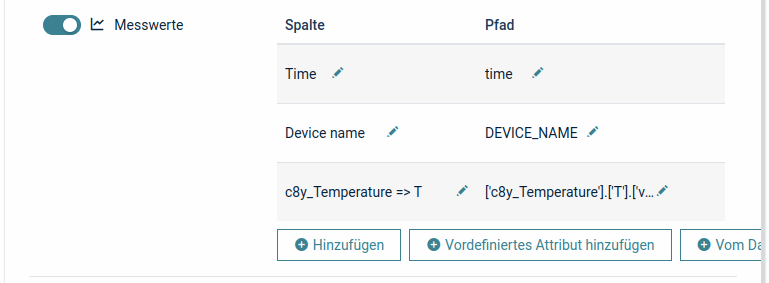 Messwerte Spalte Pfad
Time time
Device name DEVICE_NAME
c8y_Temperature => T ['c8y_Temperature'].['T'].['v...
Hinzufügen Vordefiniertes Attribut hinzufügen Vom Da